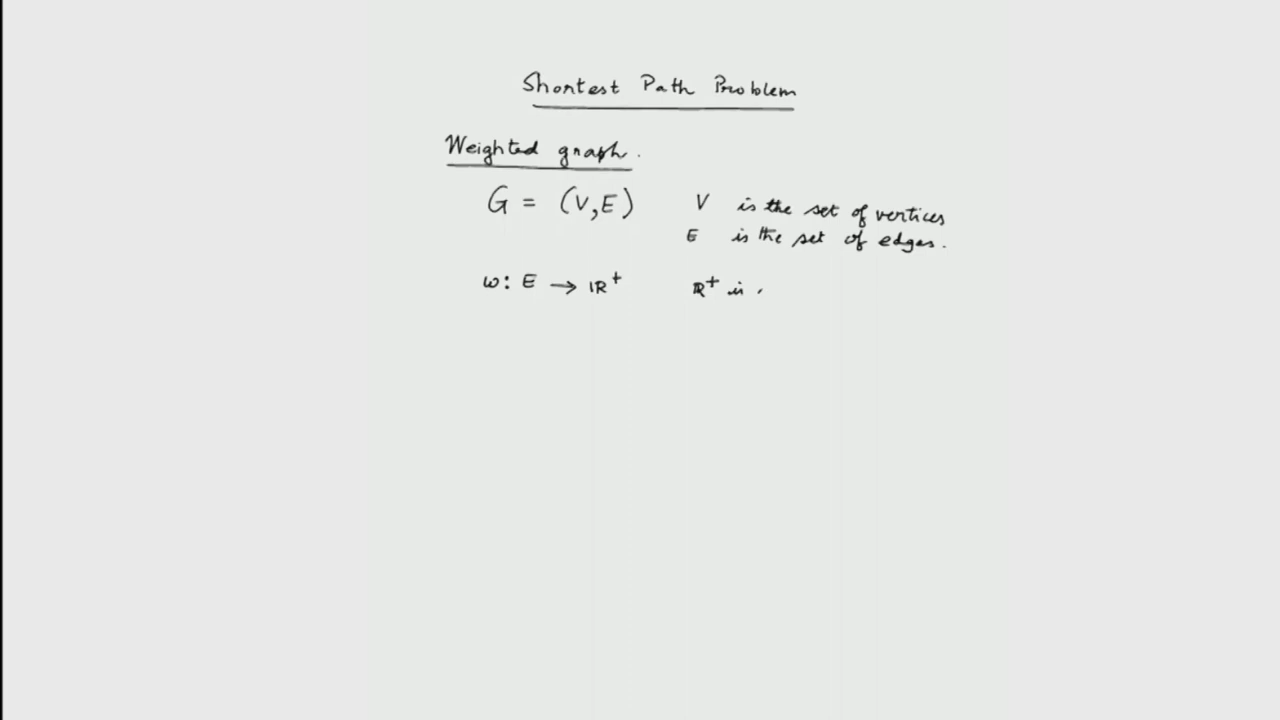 Shortest Path Problem
Weighted graph.
G = (V,E) V is the set of vertices
E is the set of edges.
w: E → ℝ⁺ ℝ⁺ is